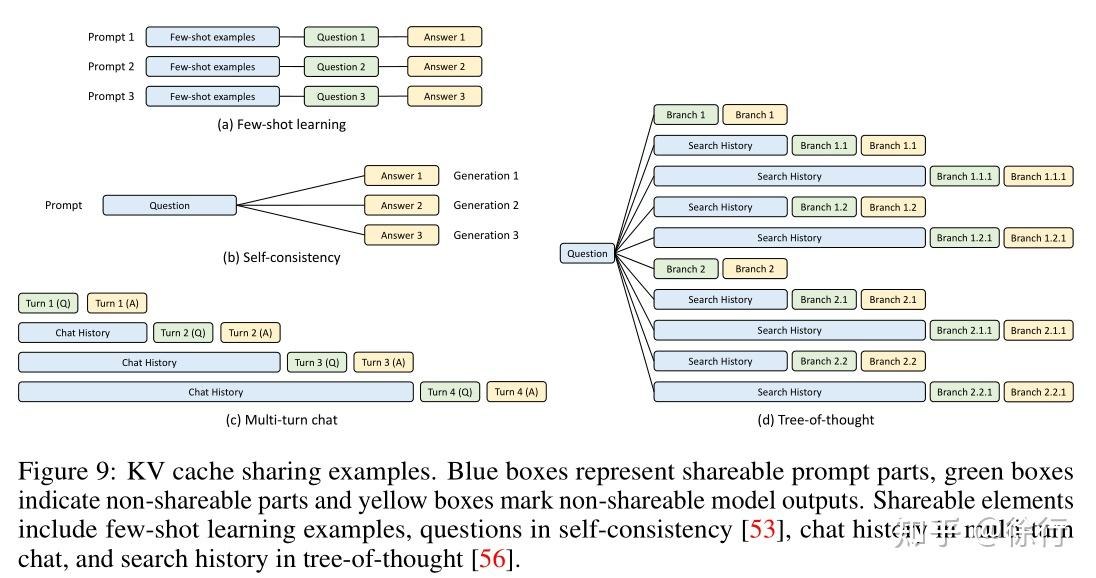 Prompt 1 Few-shot examples Question 1 Answer 1
Prompt 2 Few-shot examples Question 2 Answer 2
Prompt 3 Few-shot examples Question 3 Answer 3
(a) Few-shot learning
Prompt Question
Answer 1 Generation 1
Answer 2 Generation 2
Answer 3 Generation 3
(b) Self-consistency
Turn 1 (Q) Turn 1 (A)
Chat History Turn 2 (Q) Turn 2 (A)
Chat History Turn 3 (Q) Turn 3 (A)
Chat History Turn 4 (Q) Turn 4 (A)
(c) Multi-turn chat
Question
Branch 1 Branch 1
Search History Branch 1.1 Branch 1.1
Search History Branch 1.1.1 Branch 1.1.1
Search History Branch 1.2 Branch 1.2
Search History Branch 1.2.1 Branch 1.2.1
Branch 2 Branch 2
Search History Branch 2.1 Branch 2.1
Search History Branch 2.1.1 Branch 2.1.1
Search History Branch 2.2 Branch 2.2
Search History Branch 2.2.1 Branch 2.2.1
(d) Tree-of-thought
Figure 9: KV cache sharing examples. Blue boxes represent shareable prompt parts, green boxes
indicate non-shareable parts and yellow boxes mark non-shareable model outputs. Shareable elements
include few-shot learning examples, questions in self-consistency [53], chat history in multi-turn
chat, and search history in tree-of-thought [56].
知乎 @徐行